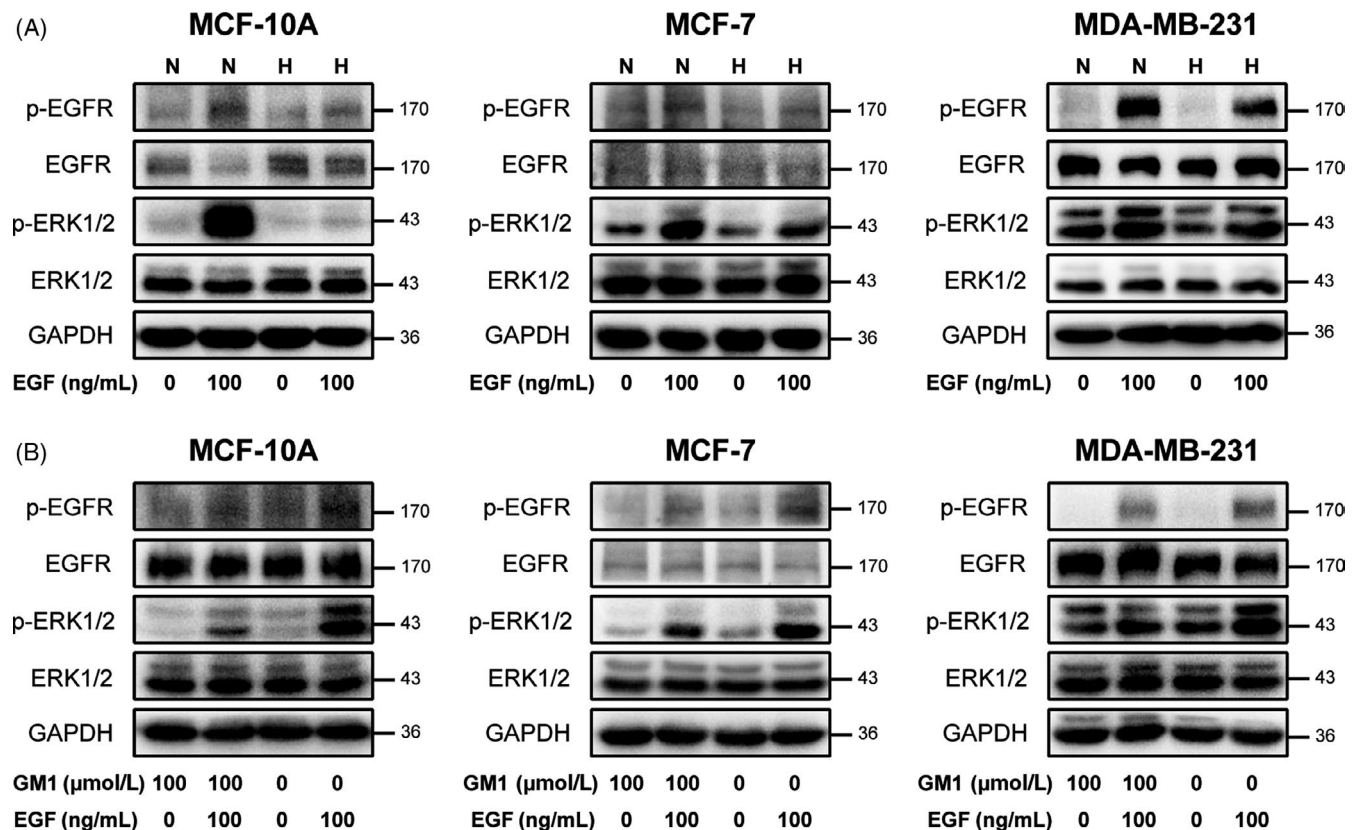 (A)
MCF-10A MCF-7 MDA-MB-231
N N H H N N H H N N H H
p-EGFR 170 p-EGFR 170 p-EGFR 170
EGFR 170 EGFR 170 EGFR 170
p-ERK1/2 43 p-ERK1/2 43 p-ERK1/2 43
ERK1/2 43 ERK1/2 43 ERK1/2 43
GAPDH 36 GAPDH 36 GAPDH 36
EGF (ng/mL) 0 100 0 100 EGF (ng/mL) 0 100 0 100 EGF (ng/mL) 0 100 0 100
(B)
MCF-10A MCF-7 MDA-MB-231
p-EGFR 170 p-EGFR 170 p-EGFR 170
EGFR 170 EGFR 170 EGFR 170
p-ERK1/2 43 p-ERK1/2 43 p-ERK1/2 43
ERK1/2 43 ERK1/2 43 ERK1/2 43
GAPDH 36 GAPDH 36 GAPDH 36
GM1 (µmol/L) 100 100 0 0 GM1 (µmol/L) 100 100 0 0 GM1 (µmol/L) 100 100 0 0
EGF (ng/mL) 0 100 0 100 EGF (ng/mL) 0 100 0 100 EGF (ng/mL) 0 100 0 100